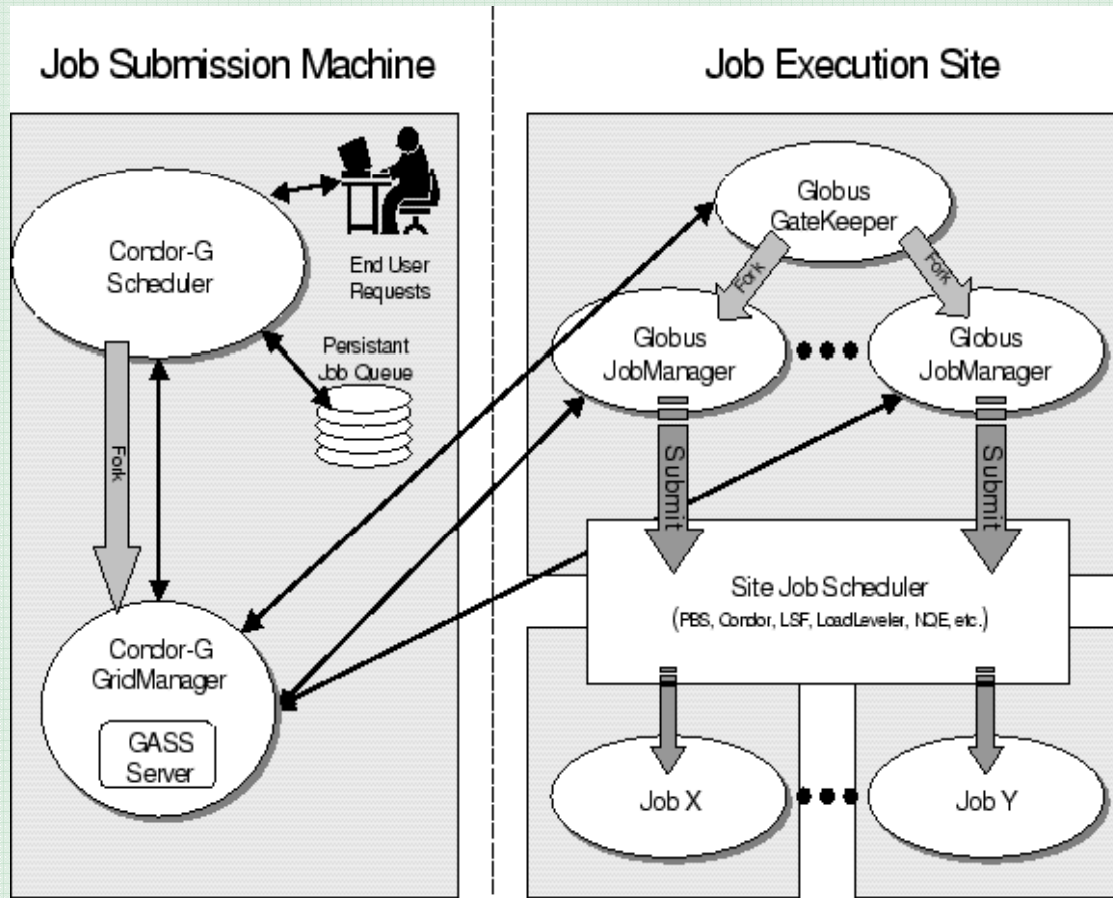 Job Submission Machine
Condor-G
Scheduler
End User
Requests
Persistant
Job Queue
Fork
Condor-G
GridManager
GASS
Server
Job Execution Site
Globus
GateKeeper
Fork
Fork
Globus
JobManager
Globus
JobManager
Submit
Submit
Site Job Scheduler
(PBS, Condor, LSF, LoadLeveler, NQE, etc.)
Job X
Job Y